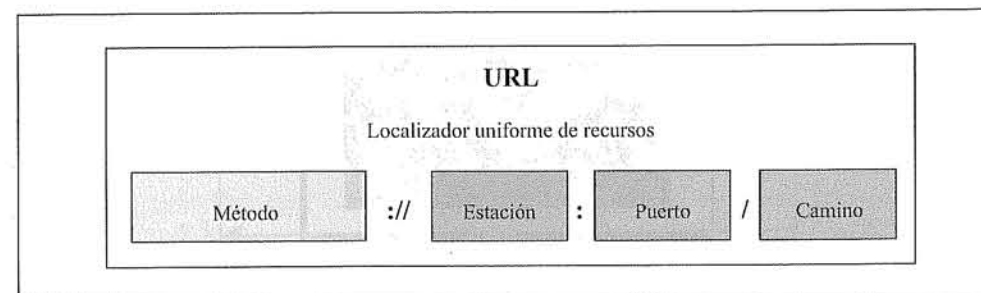 URL
Localizador uniforme de recursos
Método :// Estación : Puerto / Camino